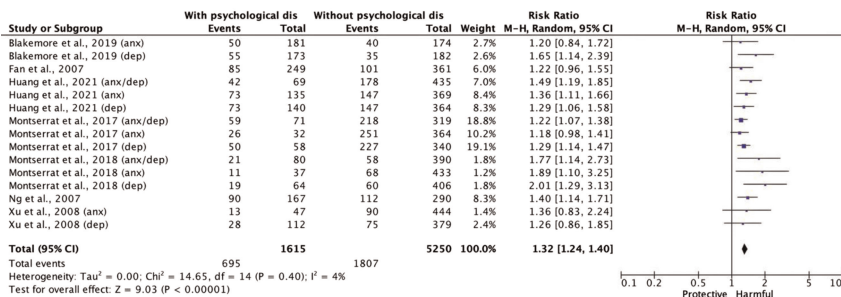 With psychological dis Without psychological dis Risk Ratio Risk Ratio
Study or Subgroup Events Total Events Total Weight M-H, Random, 95% CI M-H, Random, 95% CI
Blakemore et al., 2019 (anx) 50 181 40 174 2.7% 1.20 [0.84, 1.72]
Blakemore et al., 2019 (dep) 55 173 35 182 2.7% 1.65 [1.14, 2.39]
Fan et al., 2007 85 249 101 361 6.1% 1.22 [0.96, 1.55]
Huang et al., 2021 (anx/dep) 42 69 178 435 7.0% 1.49 [1.19, 1.85]
Huang et al., 2021 (anx) 73 135 147 369 8.1% 1.36 [1.11, 1.66]
Huang et al., 2021 (dep) 73 140 147 364 8.1% 1.29 [1.06, 1.58]
Montserrat et al., 2017 (anx/dep) 59 71 218 319 18.8% 1.22 [1.07, 1.38]
Montserrat et al., 2017 (anx) 26 32 251 364 10.2% 1.18 [0.98, 1.41]
Montserrat et al., 2017 (dep) 50 58 227 340 19.1% 1.29 [1.14, 1.47]
Montserrat et al., 2018 (anx/dep) 21 80 58 390 1.9% 1.77 [1.14, 2.73]
Montserrat et al., 2018 (anx) 11 37 68 433 1.3% 1.89 [1.10, 3.25]
Montserrat et al., 2018 (dep) 19 64 60 406 1.9% 2.01 [1.29, 3.13]
Ng et al., 2007 90 167 112 290 8.2% 1.40 [1.14, 1.71]
Xu et al., 2008 (anx) 13 47 90 444 1.4% 1.36 [0.83, 2.24]
Xu et al., 2008 (dep) 28 112 75 379 2.4% 1.26 [0.86, 1.85]
Total (95% CI) 1615 5250 100.0% 1.32 [1.24, 1.40]
Total events 695 1807
Heterogeneity: Tau² = 0.00; Chi² = 14.65, df = 14 (P = 0.40); I² = 4%
Test for overall effect: Z = 9.03 (P < 0.00001)
0.1 0.2 0.5 1 2 5 10
Protective Harmful